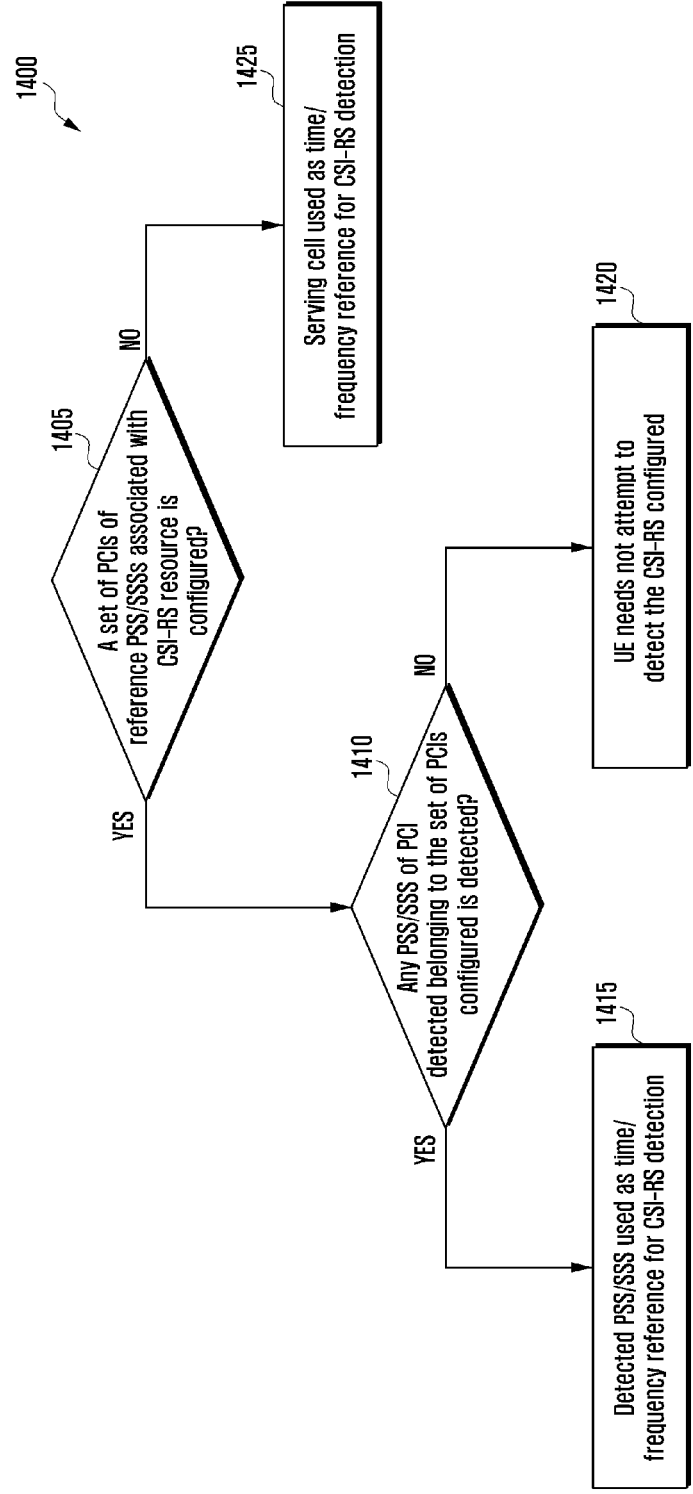 1400
1405
A set of PCIs of
reference PSS/SSSs associated with
CSI-RS resource is
configured?
YES
NO
1425
Serving cell used as time/
frequency reference for CSI-RS detection
1410
Any PSS/SSS of PCI
detected belonging to the set of PCIs
configured is detected?
YES
NO
1415
Detected PSS/SSS used as time/
frequency reference for CSI-RS detection
1420
UE needs not attempt to
detect the CSI-RS configured